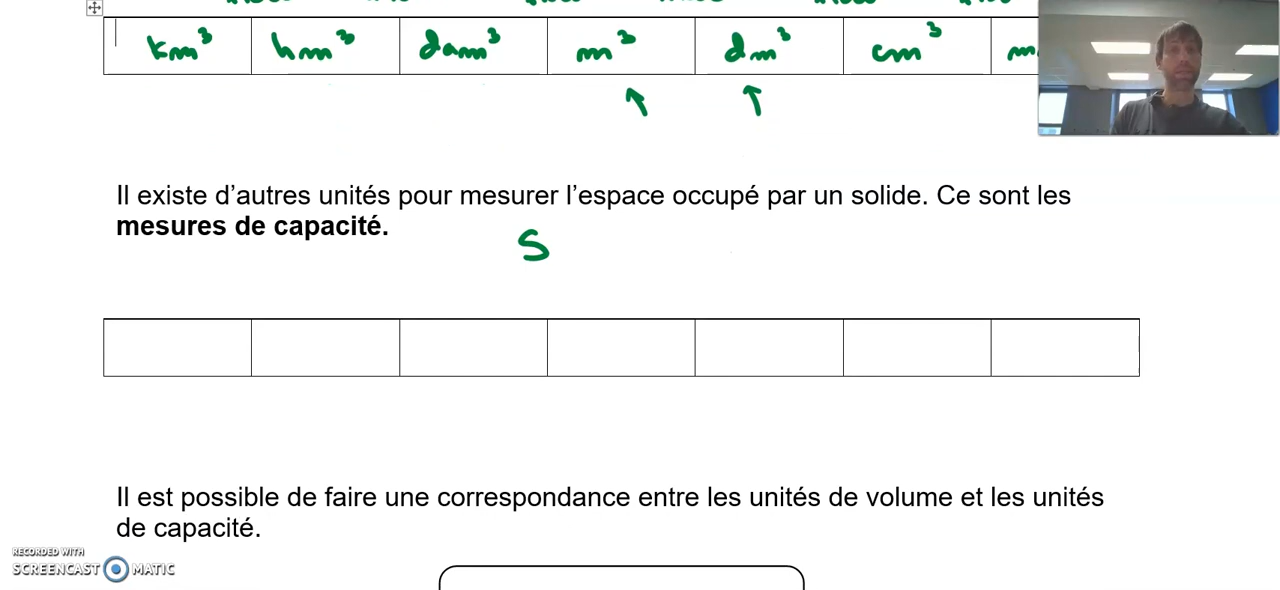 km³ hm³ dam³ m³ dm³ cm³
Il existe d’autres unités pour mesurer l’espace occupé par un solide. Ce sont les
mesures de capacité.
S
Il est possible de faire une correspondance entre les unités de volume et les unités
de capacité.
RECORDED WITH
SCREENCAST MATIC